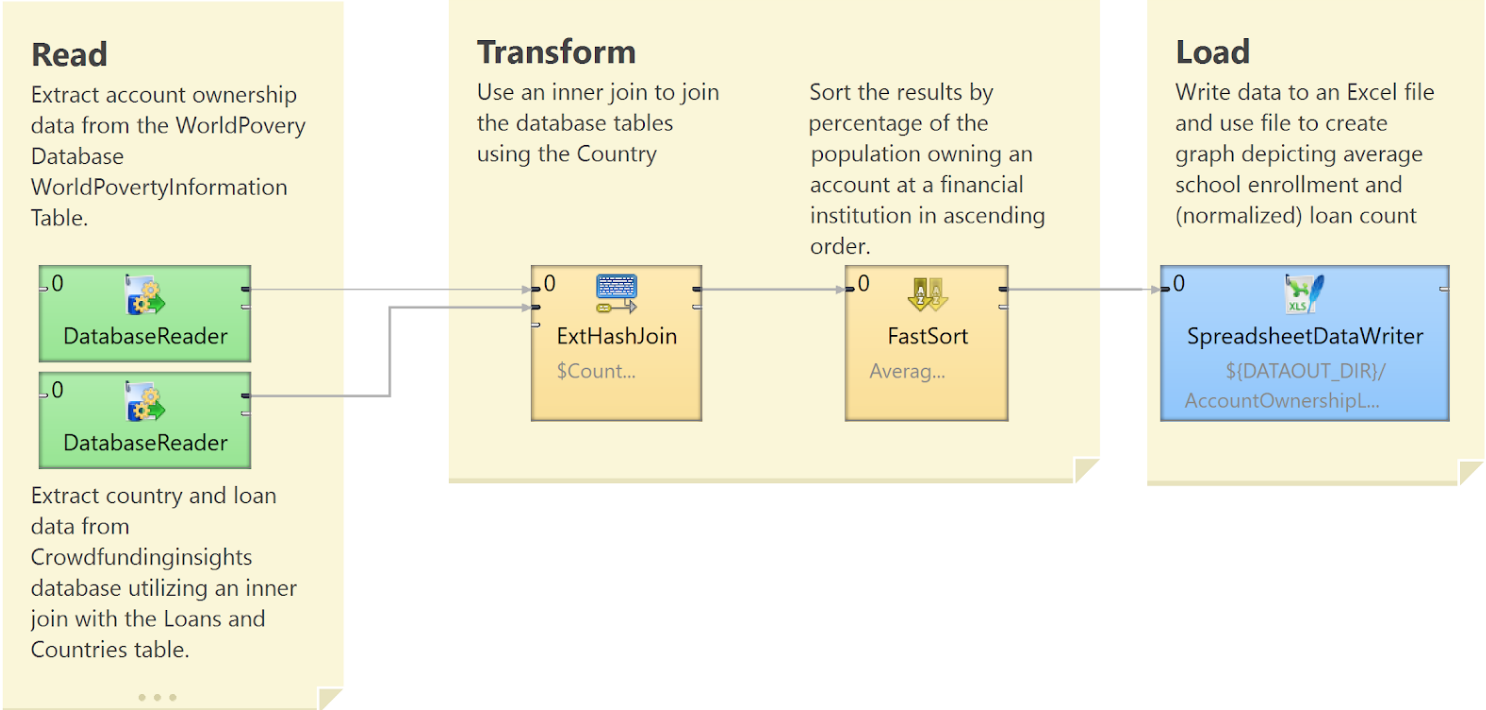 Read
Extract account ownership
data from the WorldPovery
Database
WorldPovertyInformation
Table.
0
DatabaseReader
0
DatabaseReader
Extract country and loan
data from
Crowdfundinginsights
database utilizing an inner
join with the Loans and
Countries table.
Transform
Use an inner join to join
the database tables
using the Country
Sort the results by
percentage of the
population owning an
account at a financial
institution in ascending
order.
0
ExtHashJoin
$Count...
0
FastSort
Averag...
Load
Write data to an Excel file
and use file to create
graph depicting average
school enrollment and
(normalized) loan count
0
XLS
SpreadsheetDataWriter
${DATAOUT_DIR}/
AccountOwnershipL...